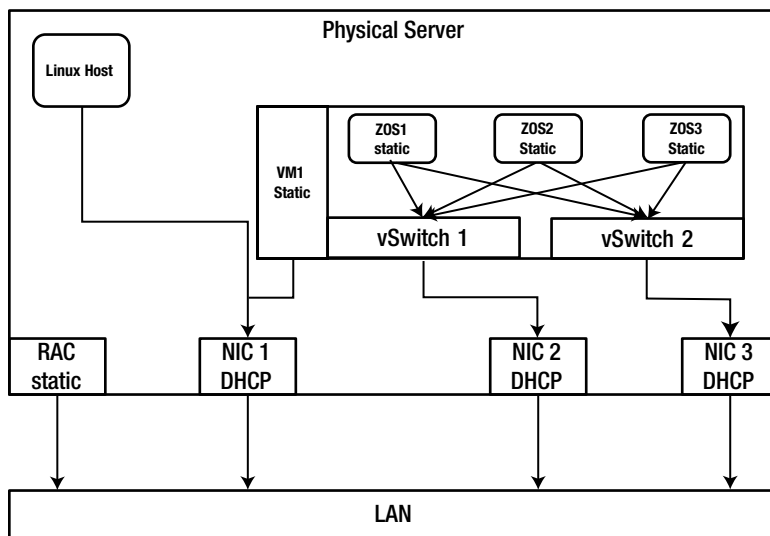 Physical Server
Linux Host
ZOS1
static
ZOS2
Static
ZOS3
Static
VM1
Static
vSwitch 1
vSwitch 2
RAC
static
NIC 1
DHCP
NIC 2
DHCP
NIC 3
DHCP
LAN